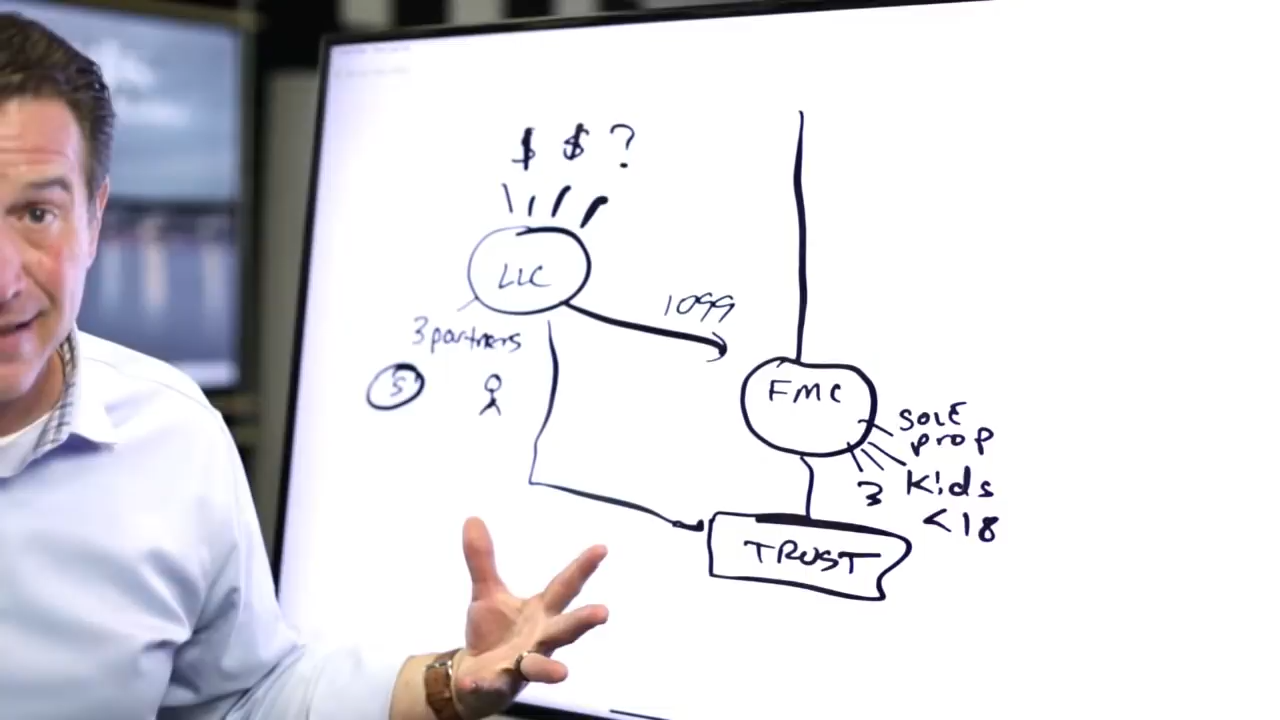 $ $ ?
LLC
1099
3 partners
S
FMC
SOLE
prop
3 Kids
<18
TRUST